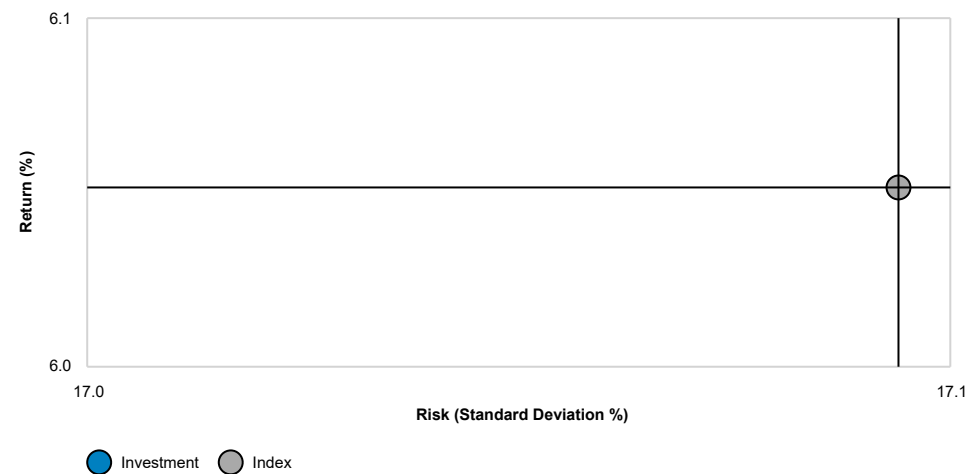 6.1
Return (%)
6.0
17.0
17.1
Risk (Standard Deviation %)
Investment
Index